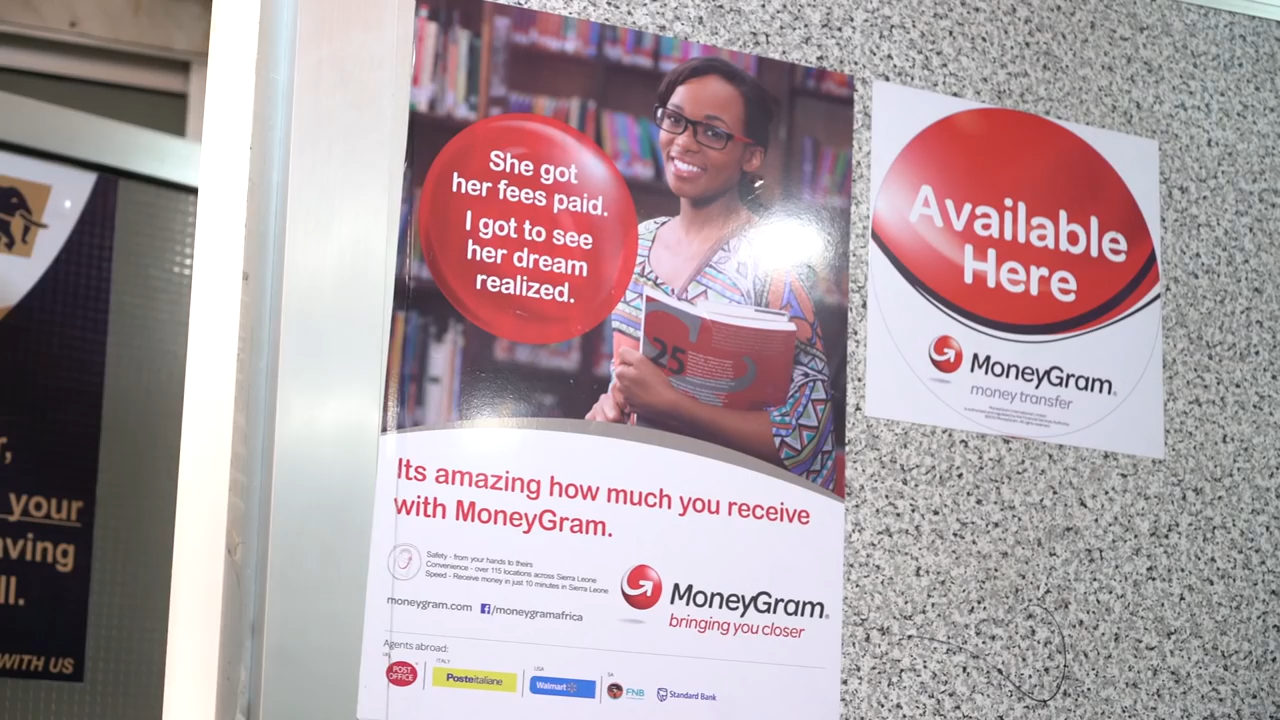 She got
her fees paid.
I got to see
her dream
realized.
25
Its amazing how much you receive
with MoneyGram.
Safety - from your hands to theirs
Convenience - over 115 locations across Sierra Leone
Speed - Receive money in just 10 minutes in Sierra Leone
moneygram.com /moneygramafrica
MoneyGram®
bringing you closer
Agents abroad:
UK
POST
OFFICE
ITALY
Posteitaliane
USA
Walmart
SA
FNB
Standard Bank
Available
Here
MoneyGram®
money transfer
your
ving
ll.
WITH US